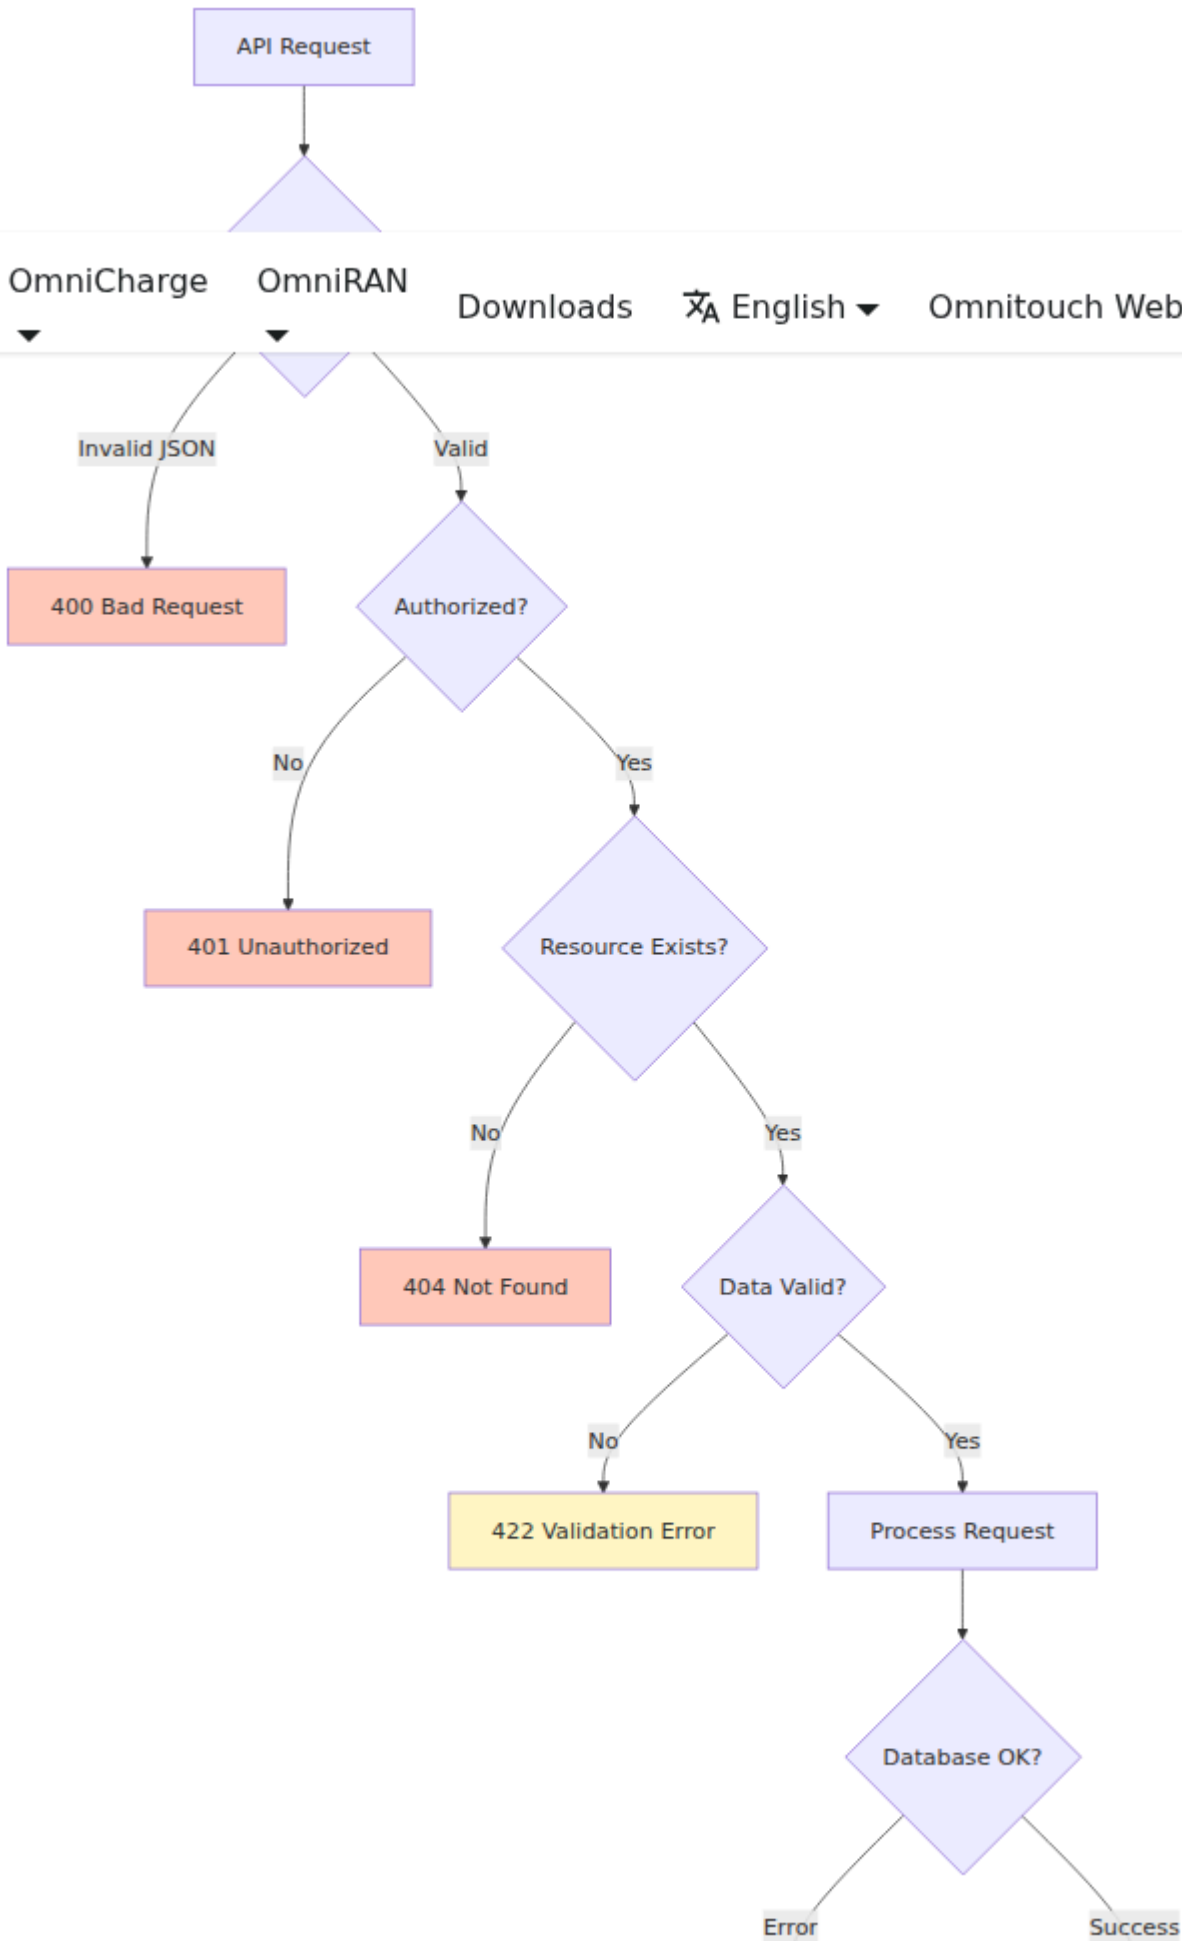 API Request
OmniCharge
OmniRAN
Downloads
English
Omnitouch Web
Invalid JSON
Valid
400 Bad Request
Authorized?
No
Yes
401 Unauthorized
Resource Exists?
No
Yes
404 Not Found
Data Valid?
No
Yes
422 Validation Error
Process Request
Database OK?
Error
Success